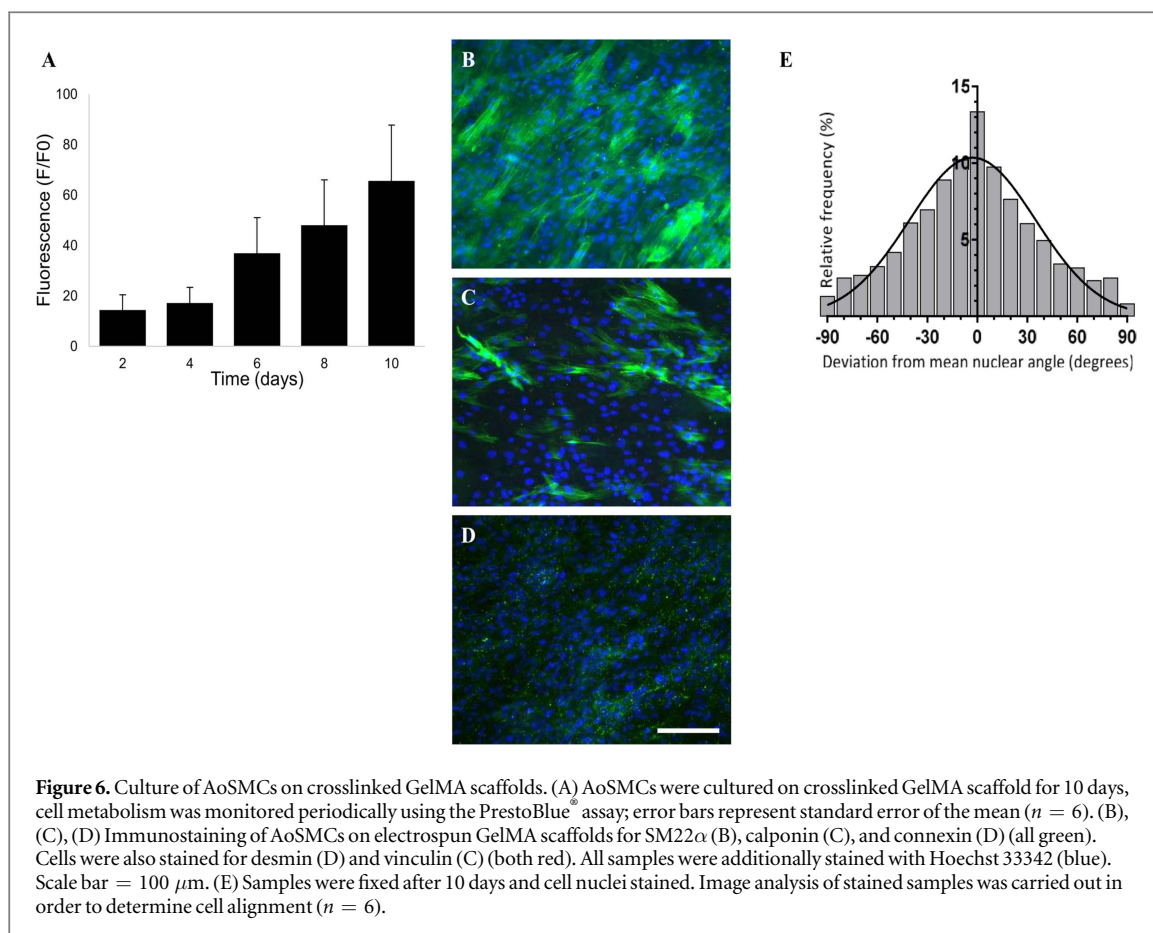 A
Fluorescence (F/F0)
100
80
60
40
20
0
2 4 6 8 10
Time (days)
B
C
D
E
Relative frequency (%)
15
10
5
-90 -60 -30 0 30 60 90
Deviation from mean nuclear angle (degrees)
Figure 6. Culture of AoSMCs on crosslinked GelMA scaffolds. (A) AoSMCs were cultured on crosslinked GelMA scaffold for 10 days,
cell metabolism was monitored periodically using the PrestoBlue® assay; error bars represent standard error of the mean (n = 6). (B),
(C), (D) Immunostaining of AoSMCs on electrospun GelMA scaffolds for SM22α (B), calponin (C), and connexin (D) (all green).
Cells were also stained for desmin (D) and vinculin (C) (both red). All samples were additionally stained with Hoechst 33342 (blue).
Scale bar = 100 μm. (E) Samples were fixed after 10 days and cell nuclei stained. Image analysis of stained samples was carried out in
order to determine cell alignment (n = 6).